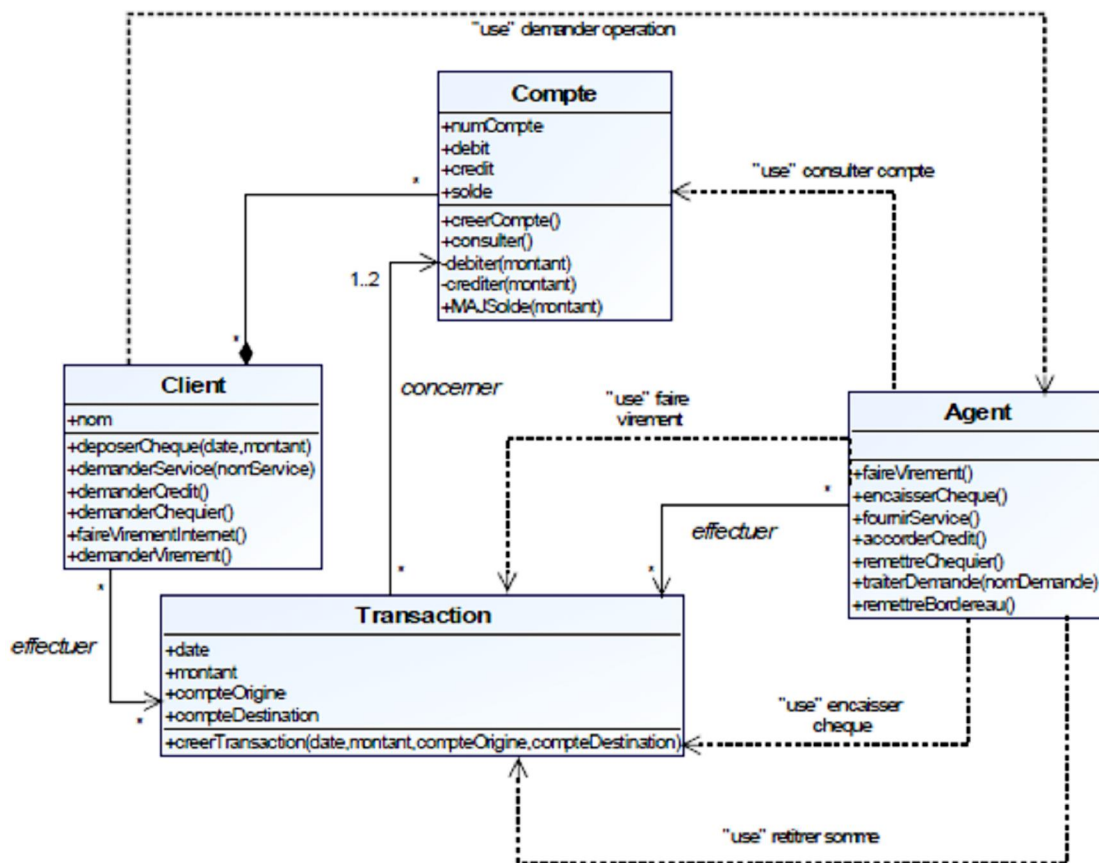 "use" demander operation
Compte
+numCompte
+debit
+credit
+solde
+creerCompte()
+consulter()
-debiter(montant)
-crediter(montant)
+MAJSolde(montant)
"use" consulter compte
*
1..2
*
Client
+nom
+deposerCheque(date,montant)
+demanderService(nomService)
+demanderCredit()
+demanderChequier()
+faireVirementInternet()
+demanderVirement()
concerner
"use" faire
virement
Agent
+faireVirement()
+encaisserCheque()
+fournirService()
+accorderCredit()
+remettreChequier()
+traiterDemande(nomDemande)
+remettreBordereau()
*
effectuer
*
*
*
effectuer
*
Transaction
+date
+montant
+compteOrigine
+compteDestination
+creerTransaction(date,montant,compteOrigine,compteDestination)
"use" encaisser
cheque
"use" retitrer somme